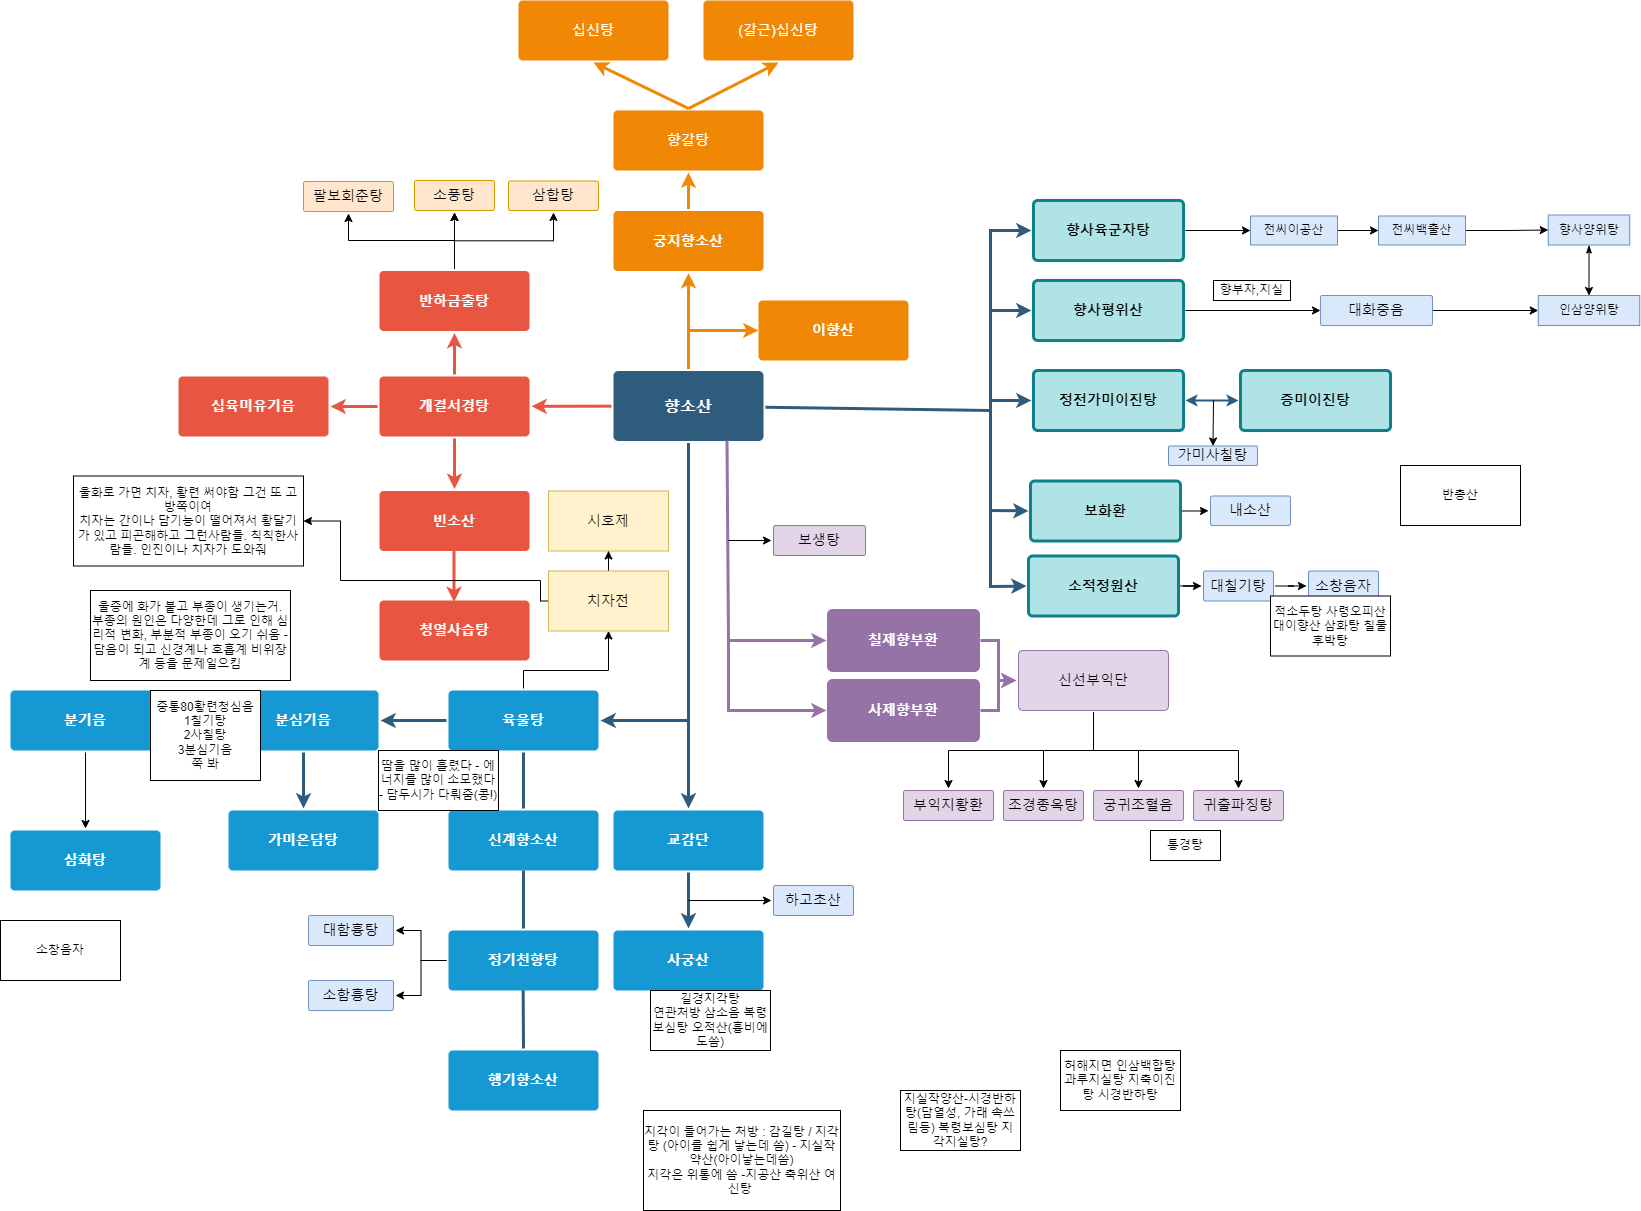 십신탕
(갈근)십신탕
향갈탕
팔보회춘탕
소풍탕
삼합탕
궁지향소산
이향산
반하금출탕
십육미유기음
개결서경탕
향소산
향사육군자탕
전씨이공산
전씨백출산
향사양위탕
향사평위산
향부자,지실
대화중음
인삼양위탕
정전가미이진탕
증미이진탕
가미사칠탕
반총산
보화환
내소산
소적정원산
대칠기탕
소창음자
적소두탕 사령오피산
대이향산 삼화탕 칠물
후박탕
울화로 가면 치자, 황련 써야함 그건 또 고
방쪽이여
치자는 간이나 담기능이 떨어져서 황달기
가 있고 피곤해하고 그런사람들. 칙칙한사
람들. 인진이나 치자가 도와줘
빈소산
시호제
치자전
청열사습탕
보생탕
칠제향부환
사제향부환
신선부익단
울증에 화가 붙고 부종이 생기는거.
부종의 원인은 다양한데 그로 인해 심
리적 변화, 부분적 부종이 오기 쉬움 -
담음이 되고 신경계나 호흡계 비위장
계 등을 문제일으킴
분기음
중통80황련청심음
1칠기탕
2사칠탕
3분심기음
쭉 봐
분심기음
육울탕
땀을 많이 흘렸다 - 에
너지를 많이 소모했다
- 담두시가 다뤄줌(콩!)
부익지황환
조경종옥탕
궁귀조혈음
귀출파징탕
통경탕
삼화탕
가미온담탕
신계향소산
교감단
하고초산
소창음자
대함흉탕
소함흉탕
정기천향탕
사궁산
길경지각탕
연관처방 삼소음 복령
보심탕 오적산(흉비에
도씀)
행기향소산
허해지면 인삼백합탕
과루지실탕 지축이진
탕 시경반하탕
지실작양산-시경반하
탕(담열성, 가래 속쓰
림등) 복령보심탕 지
각지실탕?
지각이 들어가는 처방 : 감길탕 / 지각
탕 (아이를 쉽게 낳는데 씀) - 지실작
약산(아이낳는데씀)
지각은 위통에 씀 -지공산 축위산 여
신탕